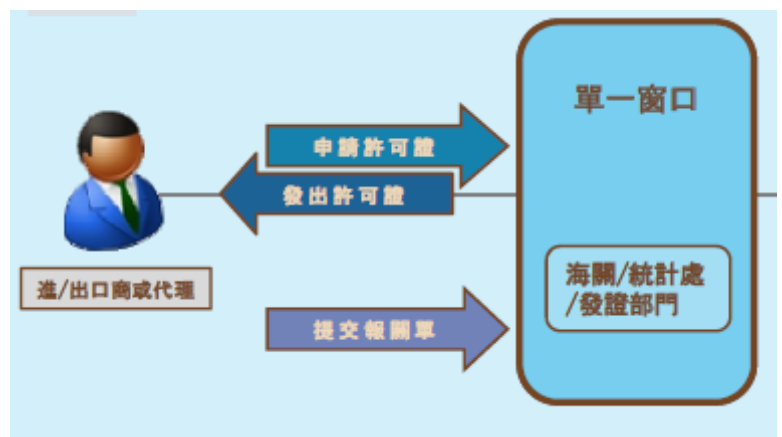 單一窗口
申請許可證
發出許可證
海關/統計處
/發證部門
進/出口商或代理
提交報關單